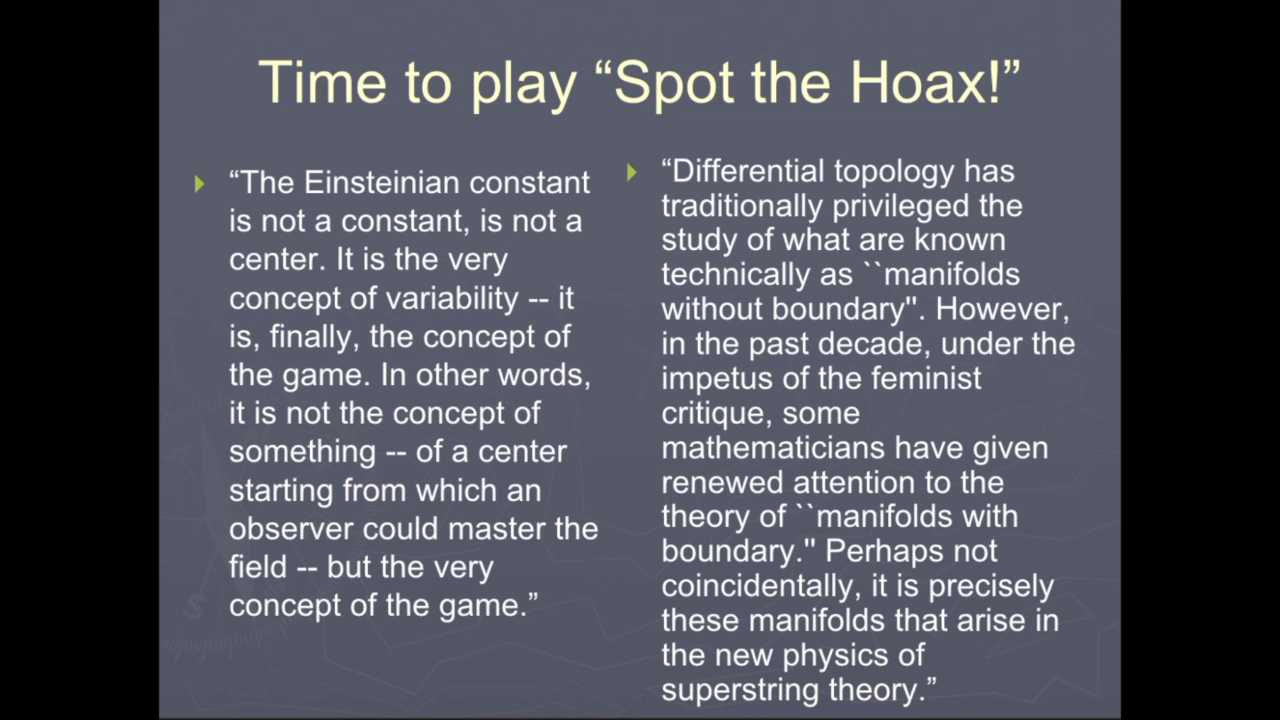 Time to play “Spot the Hoax!”
“The Einsteinian constant
is not a constant, is not a
center. It is the very
concept of variability -- it
is, finally, the concept of
the game. In other words,
it is not the concept of
something -- of a center
starting from which an
observer could master the
field -- but the very
concept of the game.”
“Differential topology has
traditionally privileged the
study of what are known
technically as ``manifolds
without boundary''. However,
in the past decade, under the
impetus of the feminist
critique, some
mathematicians have given
renewed attention to the
theory of ``manifolds with
boundary.'' Perhaps not
coincidentally, it is precisely
these manifolds that arise in
the new physics of
superstring theory.”